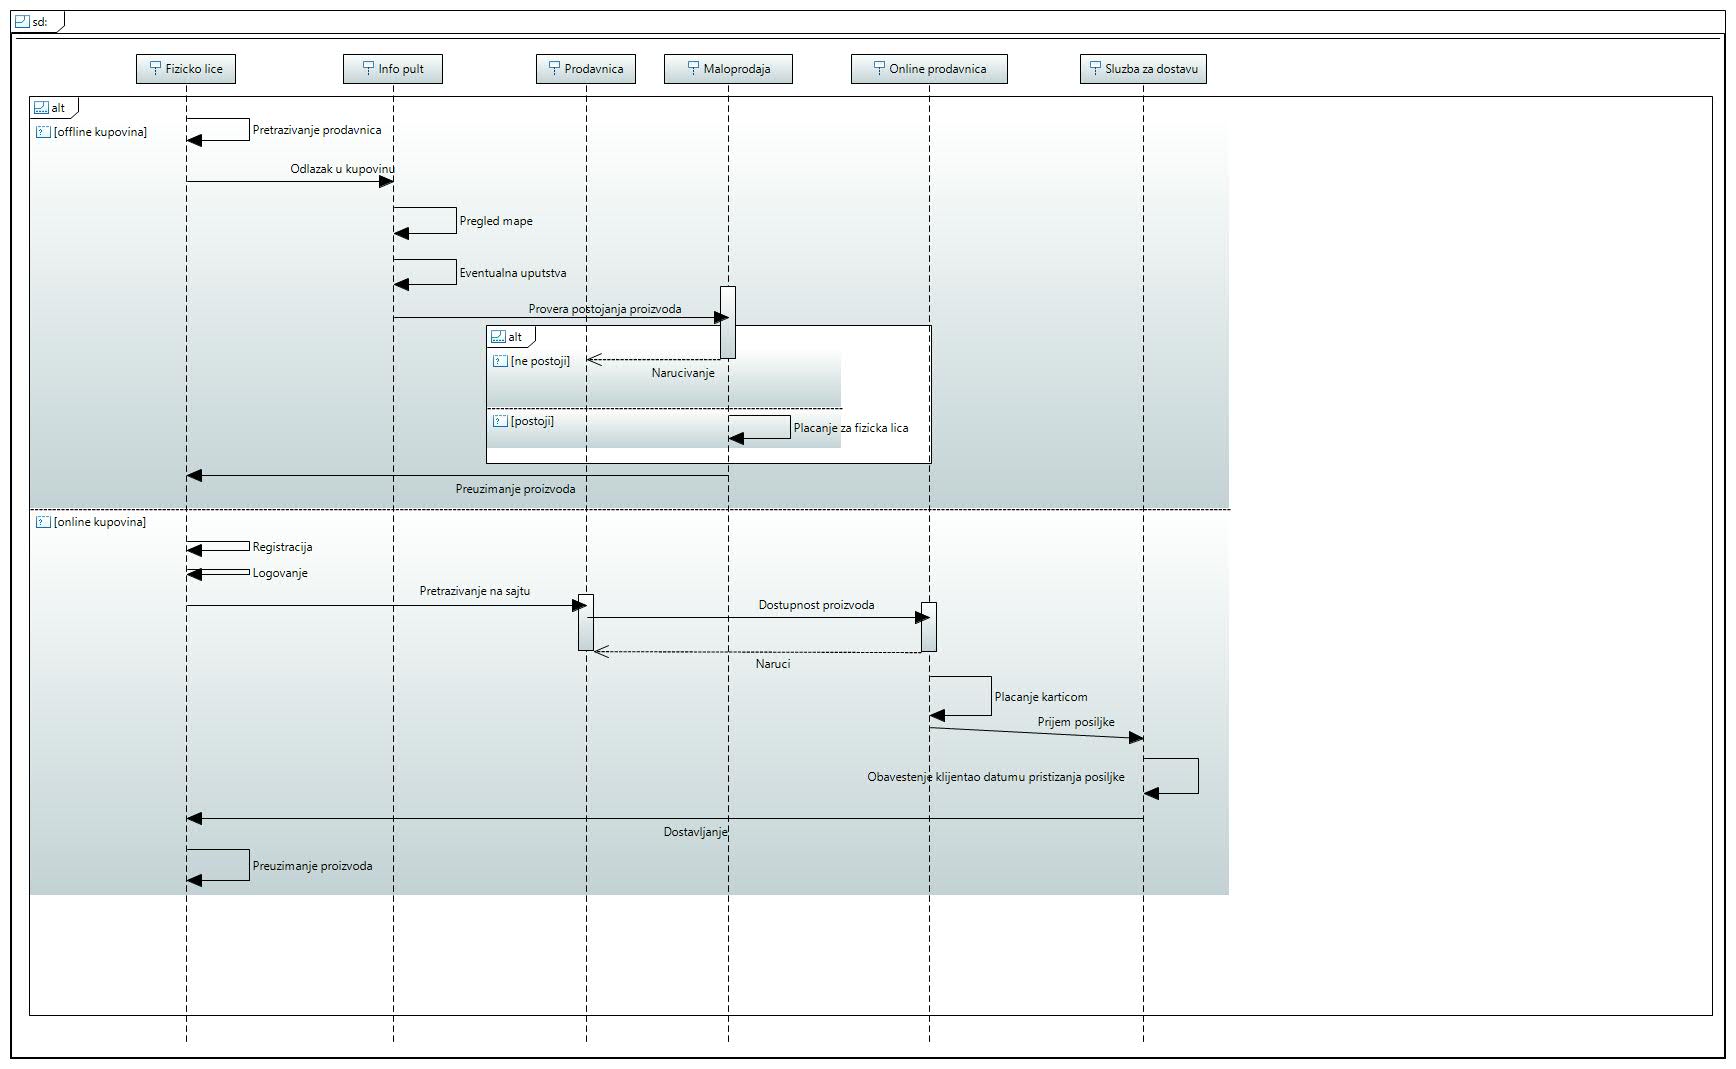 sd:
Fizicko lice
Info pult
Prodavnica
Maloprodaja
Online prodavnica
Sluzba za dostavu
alt
[offline kupovina]
Pretrazivanje prodavnica
Odlazak u kupovinu
Pregled mape
Eventualna uputstva
Provera postojanja proizvoda
alt
[ne postoji]
Narucivanje
[postoji]
Placanje za fizicka lica
Preuzimanje proizvoda
[online kupovina]
Registracija
Logovanje
Pretrazivanje na sajtu
Dostupnost proizvoda
Naruci
Placanje karticom
Prijem posiljke
Obavestenje klijentao datumu pristizanja posiljke
Dostavljanje
Preuzimanje proizvoda